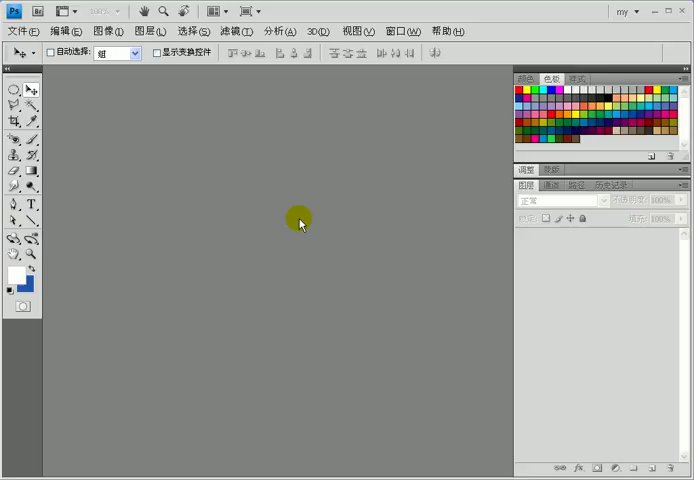 Ps Br 100% my
文件(F) 编辑(E) 图像(I) 图层(L) 选择(S) 滤镜(T) 分析(A) 3D(D) 视图(V) 窗口(W) 帮助(H)
自动选择: 组 显示变换控件
颜色 色板 样式
调整 蒙版
图层 通道 路径 历史记录
正常 不透明度: 100%
锁定: 填充: 100%
T
fx